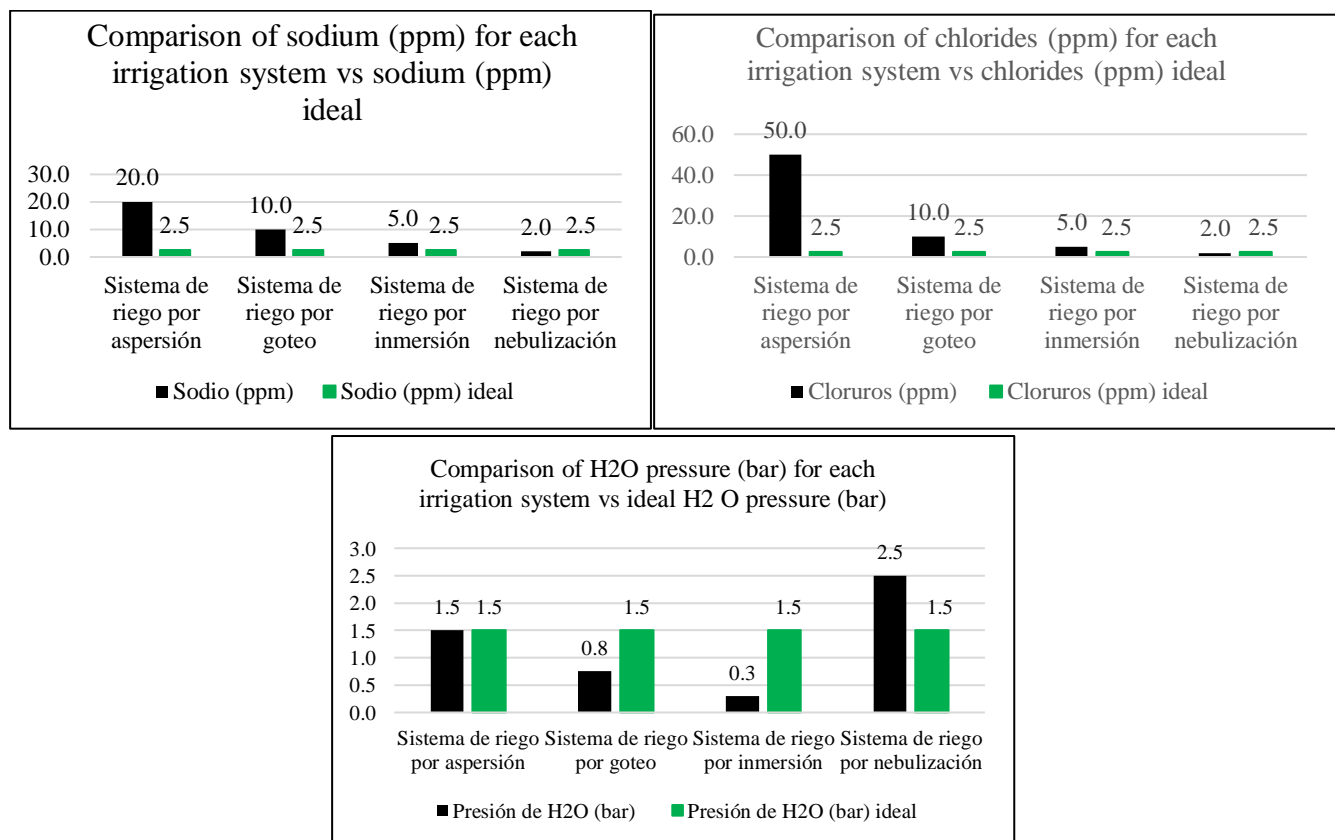 Comparison of sodium (ppm) for each
irrigation system vs sodium (ppm)
ideal
30.0
20.0
10.0
0.0
20.0
2.5
10.0
2.5
5.0
2.5
2.0
2.5
Sistema de
riego por
aspersión
Sistema de
riego por
goteo
Sistema de
riego por
inmersión
Sistema de
riego por
nebulización
Sodio (ppm)
Sodio (ppm) ideal
Comparison of chlorides (ppm) for each
irrigation system vs chlorides (ppm) ideal
60.0
40.0
20.0
0.0
50.0
2.5
10.0
2.5
5.0
2.5
2.0
2.5
Sistema de
riego por
aspersión
Sistema de
riego por
goteo
Sistema de
riego por
inmersión
Sistema de
riego por
nebulización
Cloruros (ppm)
Cloruros (ppm) ideal
Comparison of H2O pressure (bar) for each
irrigation system vs ideal H2 O pressure (bar)
3.0
2.5
2.0
1.5
1.0
0.5
0.0
1.5
1.5
0.8
1.5
0.3
1.5
2.5
1.5
Sistema de riego
por aspersión
Sistema de riego
por goteo
Sistema de riego
por inmersión
Sistema de riego
por nebulización
Presión de H2O (bar)
Presión de H2O (bar) ideal